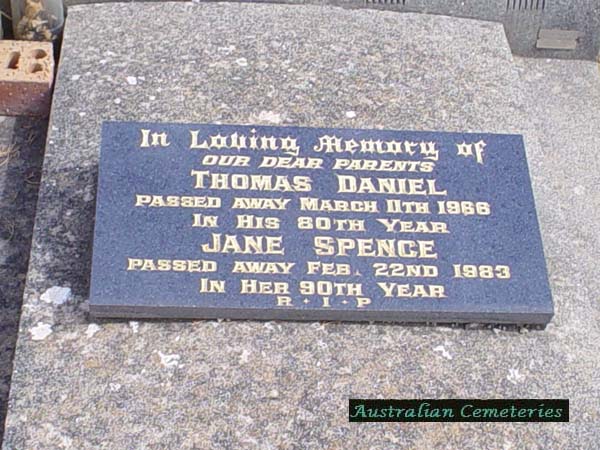 In Loving Memory of
OUR DEAR PARENTS
THOMAS DANIEL
PASSED AWAY MARCH 11TH 1966
IN HIS 80TH YEAR
JANE SPENCE
PASSED AWAY FEB. 22ND 1983
IN HER 90TH YEAR
R · I · P
Australian Cemeteries